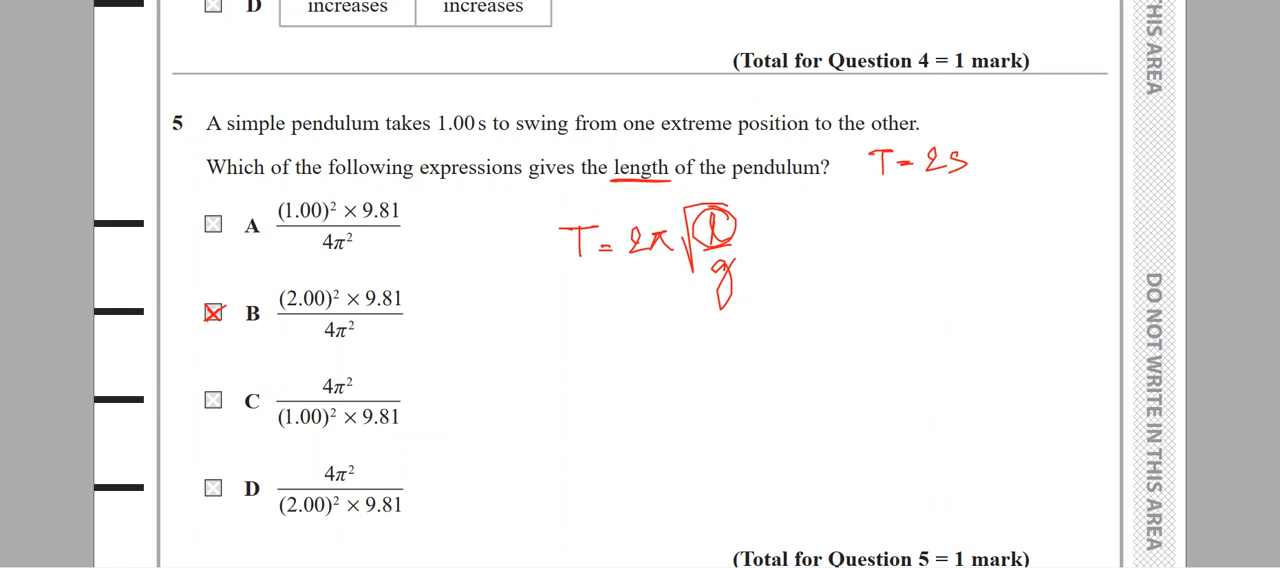 D increases increases
(Total for Question 4 = 1 mark)
5 A simple pendulum takes 1.00 s to swing from one extreme position to the other.
Which of the following expressions gives the length of the pendulum?
T = 2s
A (1.00)² × 9.81 / 4π²
T = 2π √(l/g)
B (2.00)² × 9.81 / 4π²
C 4π² / (1.00)² × 9.81
D 4π² / (2.00)² × 9.81
(Total for Question 5 = 1 mark)
THIS AREA
DO NOT WRITE IN THIS AREA